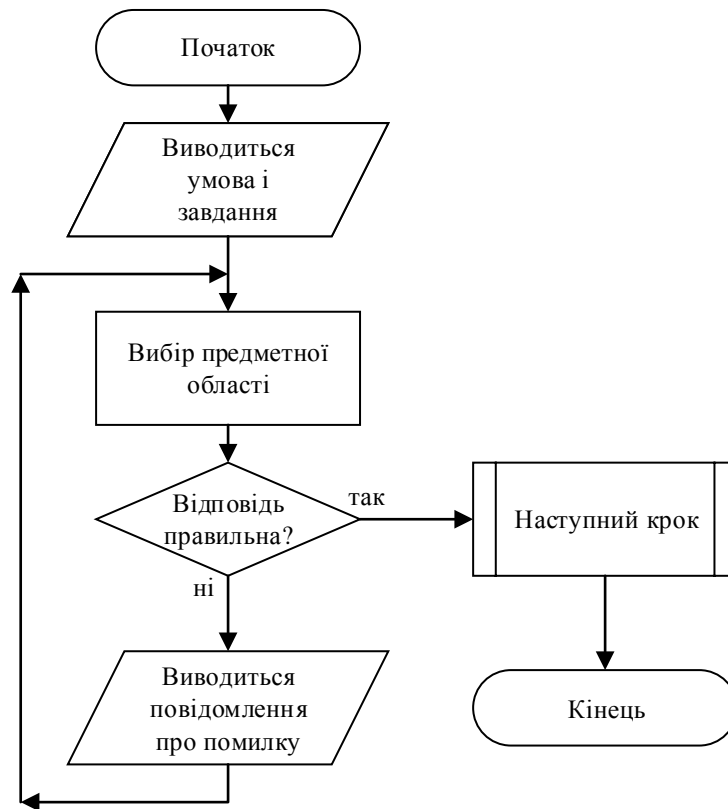 Початок
Виводиться
умова і
завдання
Вибір предметної
області
Відповідь
правильна?
так
Наступний крок
ні
Виводиться
повідомлення
про помилку
Кінець